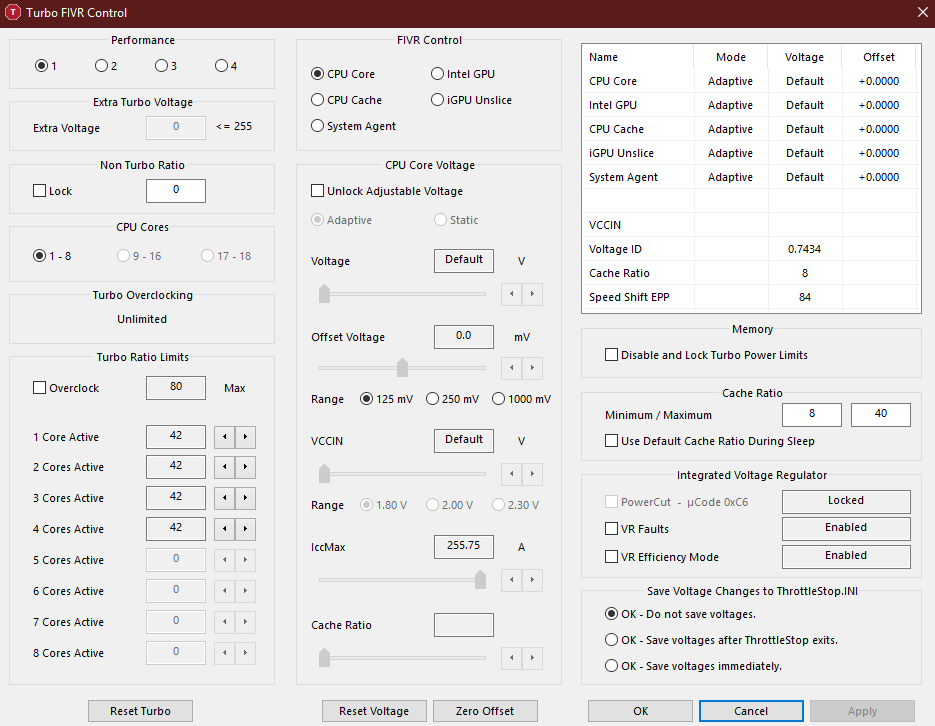 T Turbo FIVR Control
Performance
1 2 3 4
Extra Turbo Voltage
Extra Voltage 0 <= 255
Non Turbo Ratio
Lock 0
CPU Cores
1 - 8 9 - 16 17 - 18
Turbo Overclocking
Unlimited
Turbo Ratio Limits
Overclock 80 Max
1 Core Active 42
2 Cores Active 42
3 Cores Active 42
4 Cores Active 42
5 Cores Active 0
6 Cores Active 0
7 Cores Active 0
8 Cores Active 0
Reset Turbo
FIVR Control
CPU Core Intel GPU
CPU Cache iGPU Unslice
System Agent
CPU Core Voltage
Unlock Adjustable Voltage
Adaptive Static
Voltage Default V
Offset Voltage 0.0 mV
Range 125 mV 250 mV 1000 mV
VCCIN Default V
Range 1.80 V 2.00 V 2.30 V
IccMax 255.75 A
Cache Ratio
Reset Voltage Zero Offset
Name Mode Voltage Offset
CPU Core Adaptive Default +0.0000
Intel GPU Adaptive Default +0.0000
CPU Cache Adaptive Default +0.0000
iGPU Unslice Adaptive Default +0.0000
System Agent Adaptive Default +0.0000
VCCIN
Voltage ID 0.7434
Cache Ratio 8
Speed Shift EPP 84
Memory
Disable and Lock Turbo Power Limits
Cache Ratio
Minimum / Maximum 8 40
Use Default Cache Ratio During Sleep
Integrated Voltage Regulator
PowerCut - µCode 0xC6 Locked
VR Faults Enabled
VR Efficiency Mode Enabled
Save Voltage Changes to ThrottleStop.INI
OK - Do not save voltages.
OK - Save voltages after ThrottleStop exits.
OK - Save voltages immediately.
OK Cancel Apply